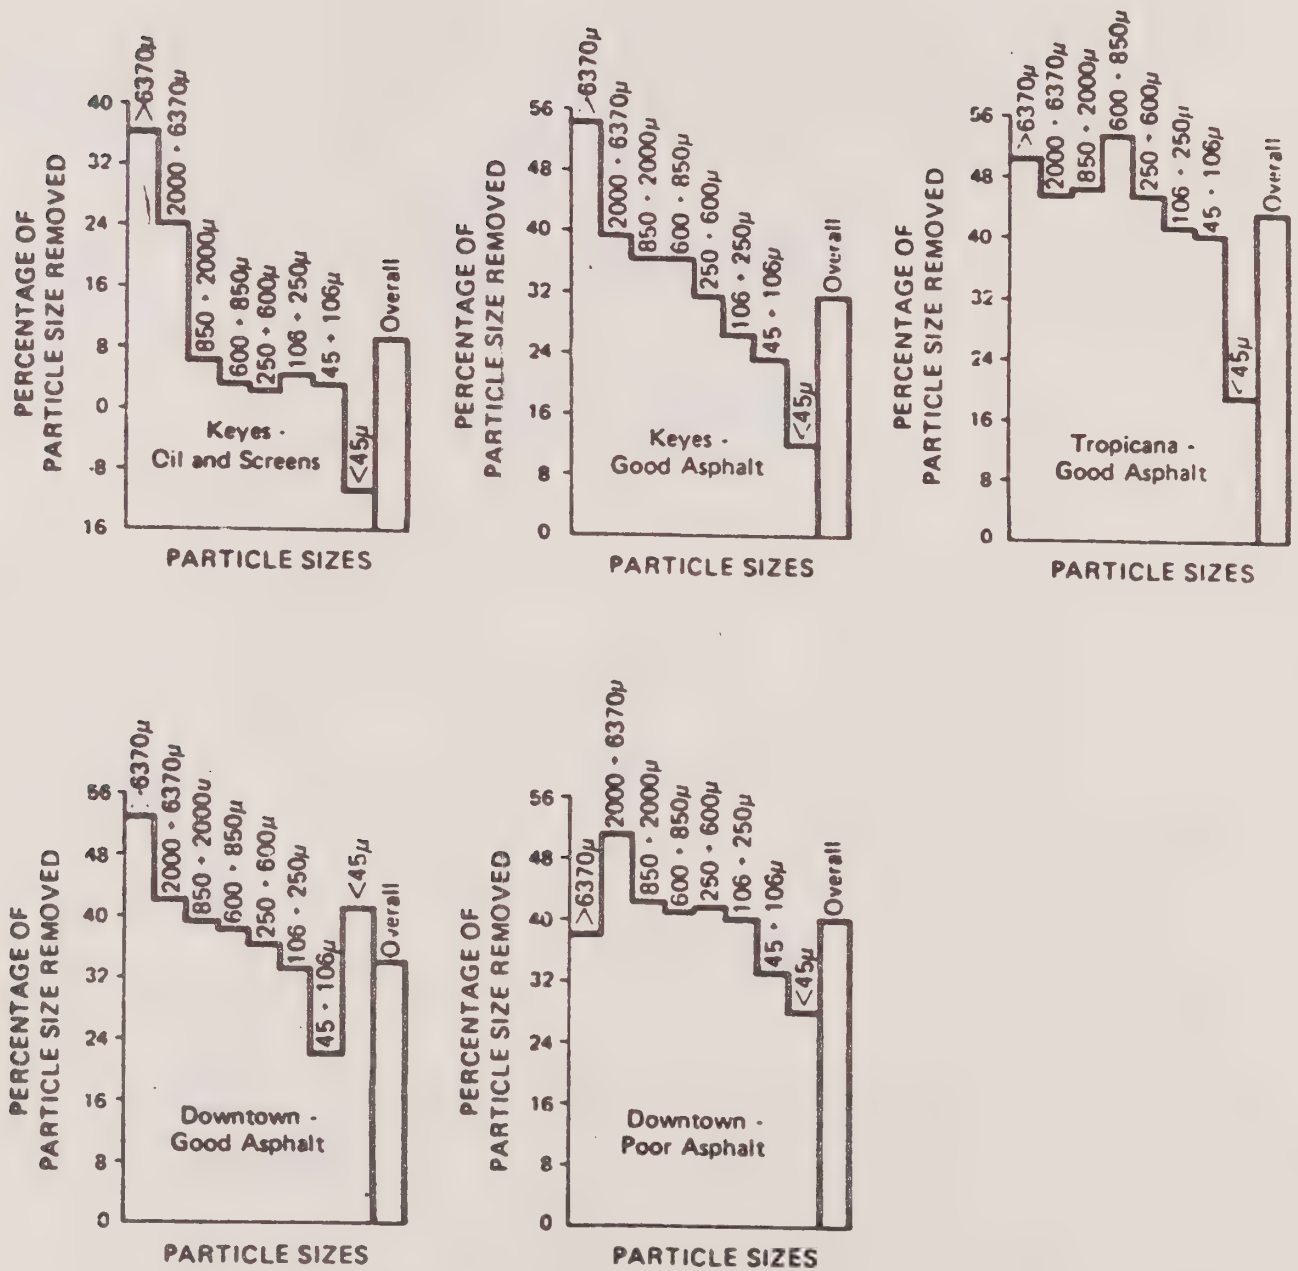 PERCENTAGE OF
PARTICLE SIZE REMOVED
40
32
24
16
8
0
-8
16
>6370μ
2000 - 6370μ
850 - 2000μ
600 - 850μ
250 - 600μ
106 - 250μ
45 - 106μ
<45μ
Overall
Keyes -
Oil and Screens
PARTICLE SIZES
PERCENTAGE OF
PARTICLE SIZE REMOVED
56
48
40
32
24
16
8
0
>6370μ
2000 - 6370μ
850 - 2000μ
600 - 850μ
250 - 600μ
106 - 250μ
45 - 106μ
<45μ
Overall
Keyes -
Good Asphalt
PARTICLE SIZES
PERCENTAGE OF
PARTICLE SIZE REMOVED
56
48
40
32
24
16
8
0
>6370μ
2000 - 6370μ
850 - 2000μ
600 - 850μ
250 - 600μ
106 - 250μ
45 - 106μ
<45μ
Overall
Tropicana -
Good Asphalt
PARTICLE SIZES
PERCENTAGE OF
PARTICLE SIZE REMOVED
56
48
40
32
24
16
8
0
>6370μ
2000 - 6370μ
850 - 2000u
600 - 850μ
250 - 600μ
106 - 250μ
45 - 106μ
<45μ
Overall
Downtown -
Good Asphalt
PARTICLE SIZES
PERCENTAGE OF
PARTICLE SIZE REMOVED
56
48
40
32
24
16
8
0
>6370μ
2000 - 6370μ
850 - 2000μ
600 - 850μ
250 - 600μ
106 - 250μ
45 - 106μ
<45μ
Overall
Downtown -
Poor Asphalt
PARTICLE SIZES